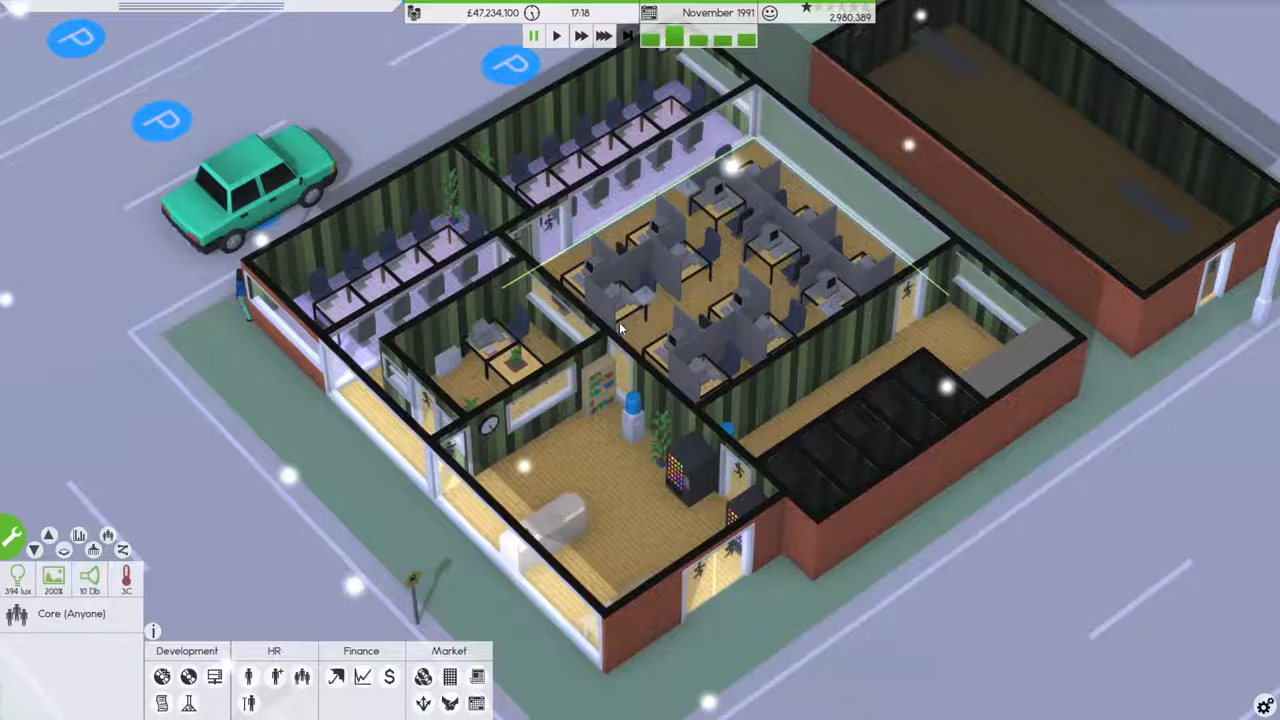 £47,234,100 17:18 November 1991 2,980,389
P
P
P
394 lux 200% 10 Db 3C
Core (Anyone)
i
Development HR Finance Market
$